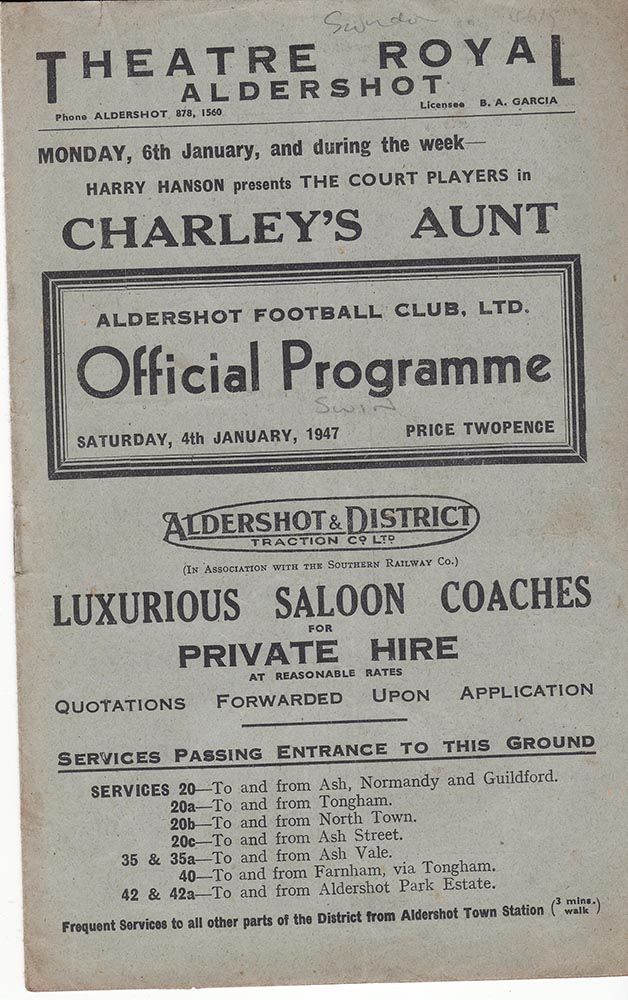 Swindon
THEATRE ROYAL
ALDERSHOT
Phone ALDERSHOT 878, 1560
Licensee B. A. GARCIA
MONDAY, 6th January, and during the week—
HARRY HANSON presents THE COURT PLAYERS in
CHARLEY'S AUNT
ALDERSHOT FOOTBALL CLUB, LTD.
Official Programme
SWIN
SATURDAY, 4th JANUARY, 1947 PRICE TWOPENCE
ALDERSHOT & DISTRICT
TRACTION CO LTD
(IN ASSOCIATION WITH THE SOUTHERN RAILWAY CO.)
LUXURIOUS SALOON COACHES
FOR
PRIVATE HIRE
AT REASONABLE RATES
QUOTATIONS FORWARDED UPON APPLICATION
SERVICES PASSING ENTRANCE TO THIS GROUND
SERVICES 20—To and from Ash, Normandy and Guildford.
20a—To and from Tongham.
20b—To and from North Town.
20c—To and from Ash Street.
35 & 35a—To and from Ash Vale.
40—To and from Farnham, via Tongham.
42 & 42a—To and from Aldershot Park Estate.
Frequent Services to all other parts of the District from Aldershot Town Station (3 mins. walk)